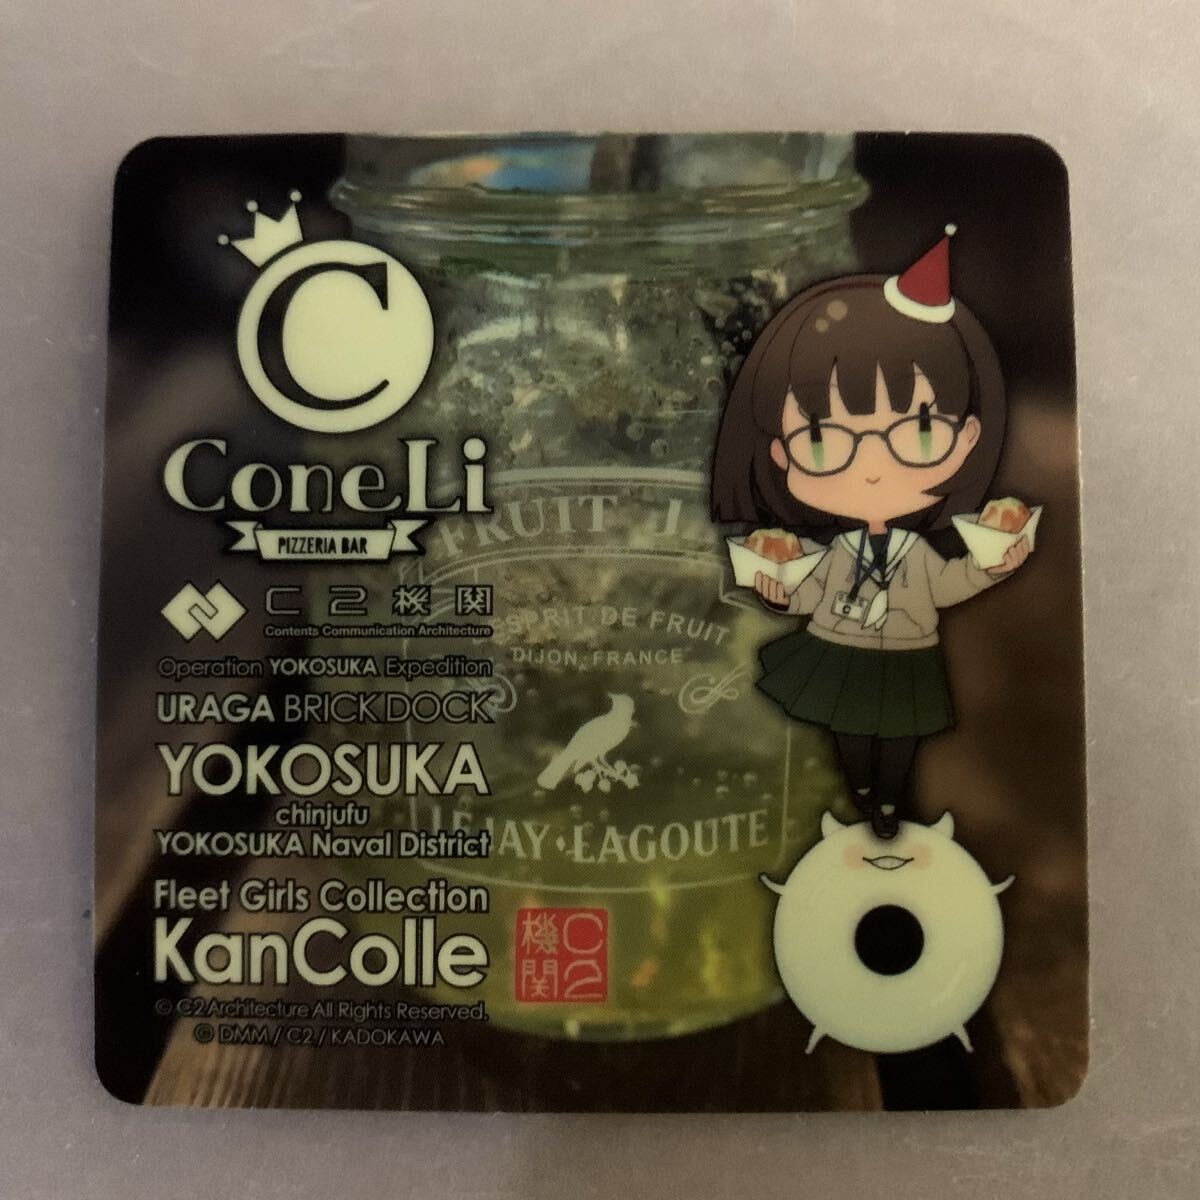 C
ConeLi
PIZZERIA BAR
C2機関
Contents Communication Architecture
Operation YOKOSUKA Expedition
URAGA BRICK DOCK
YOKOSUKA
chinjufu
YOKOSUKA Naval District
Fleet Girls Collection
KanColle
© C2 Architecture All Rights Reserved.
© DMM / C2 / KADOKAWA
FRUIT J
ESPRIT DE FRUIT
DIJON, FRANCE
LEJAY·LAGOUTE
C2機関